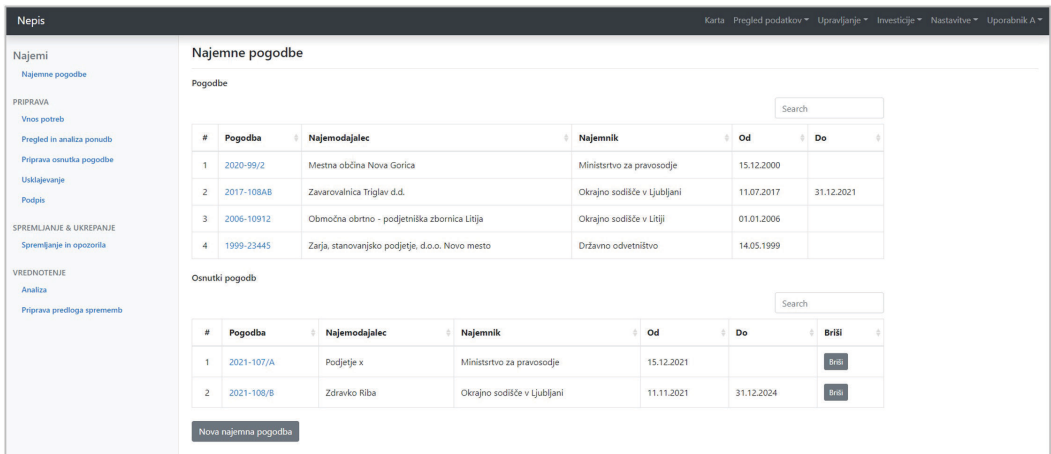 Nepis
Karta Pregled podatkov Upravljanje Investicije Nastavitve Uporabnik A
Najemi
Najemne pogodbe
PRIPRAVA
Vnos potreb
Pregled in analiza ponudb
Priprava osnutka pogodbe
Usklajevanje
Podpis
SPREMLJANJE & UKREPANJE
Spremljanje in opozorila
VREDNOTENJE
Analiza
Priprava predloga sprememb
Najemne pogodbe
Pogodbe
Search
# Pogodba Najemodajalec Najemnik Od Do
1 2020-99/2 Mestna občina Nova Gorica Ministsrtvo za pravosodje 15.12.2000
2 2017-108AB Zavarovalnica Triglav d.d. Okrajno sodišče v Ljubljani 11.07.2017 31.12.2021
3 2006-10912 Območna obrtno - podjetniška zbornica Litija Okrajno sodišče v Litiji 01.01.2006
4 1999-23445 Zarja, stanovanjsko podjetje, d.o.o. Novo mesto Državno odvetništvo 14.05.1999
Osnutki pogodb
Search
# Pogodba Najemodajalec Najemnik Od Do Briši
1 2021-107/A Podjetje x Ministsrtvo za pravosodje 15.12.2021 Briši
2 2021-108/B Zdravko Riba Okrajno sodišče v Ljubljani 11.11.2021 31.12.2024 Briši
Nova najemna pogodba